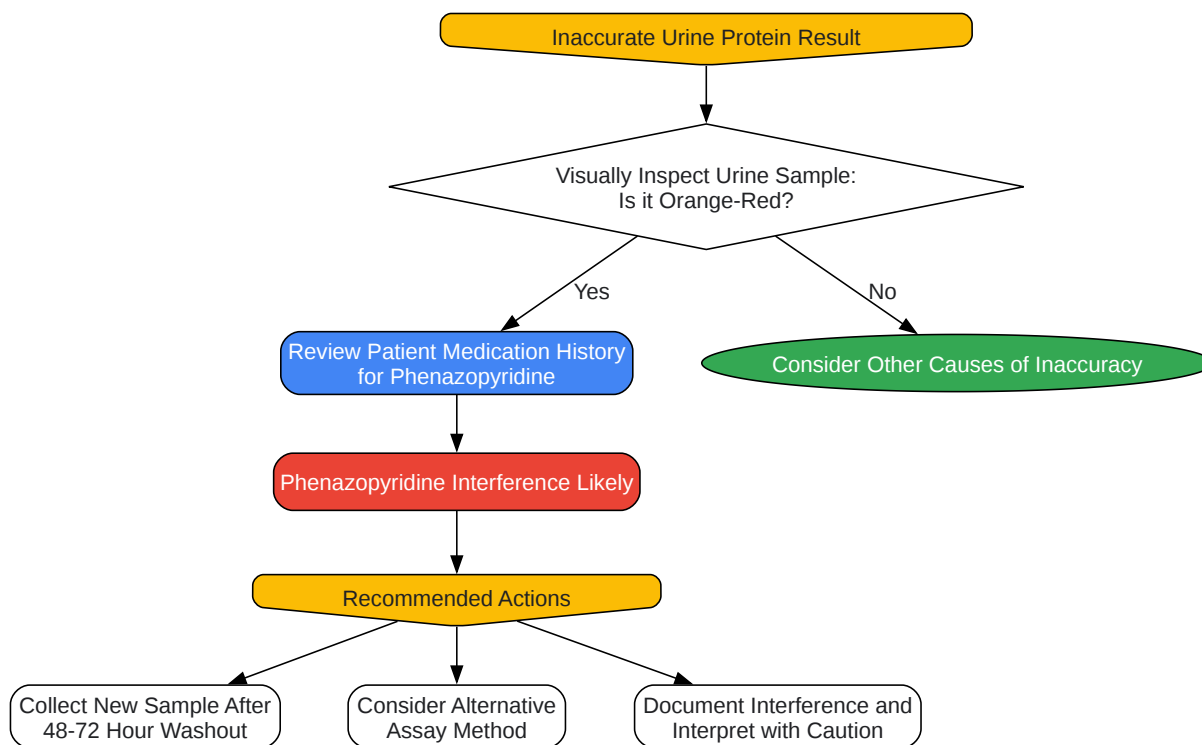 Inaccurate Urine Protein Result
Visually Inspect Urine Sample:
Is it Orange-Red?
Yes
No
Review Patient Medication History
for Phenazopyridine
Consider Other Causes of Inaccuracy
Phenazopyridine Interference Likely
Recommended Actions
Collect New Sample After
48-72 Hour Washout
Consider Alternative
Assay Method
Document Interference and
Interpret with Caution